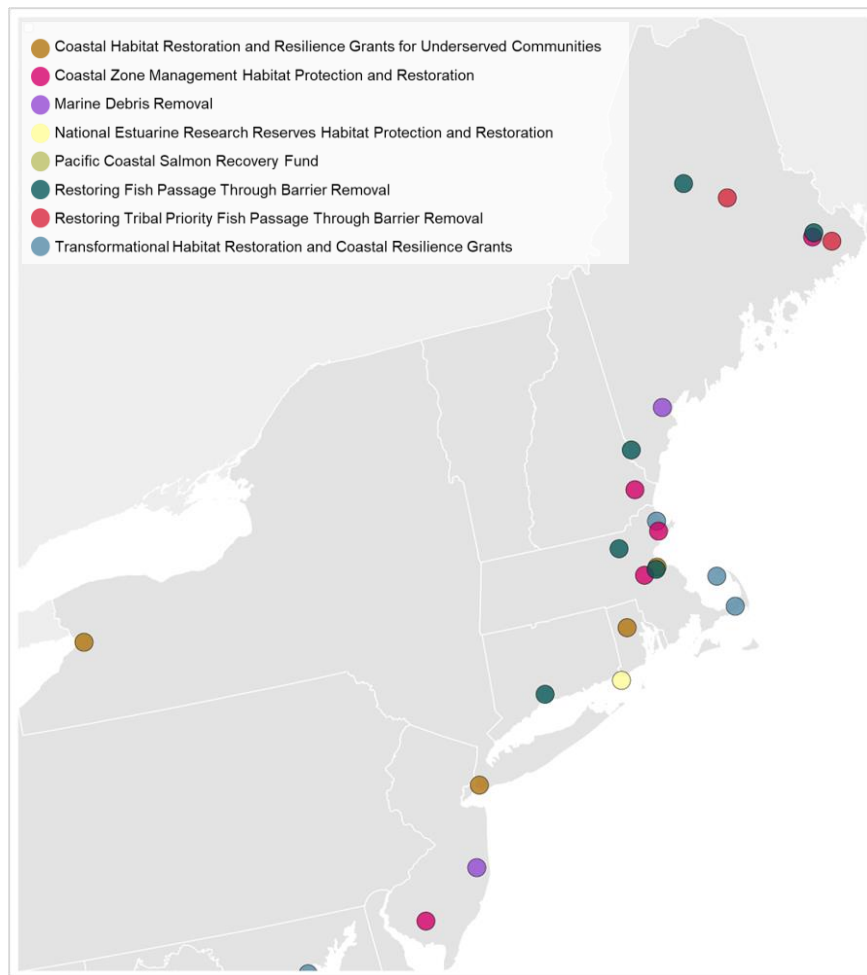 Coastal Habitat Restoration and Resilience Grants for Underserved Communities
Coastal Zone Management Habitat Protection and Restoration
Marine Debris Removal
National Estuarine Research Reserves Habitat Protection and Restoration
Pacific Coastal Salmon Recovery Fund
Restoring Fish Passage Through Barrier Removal
Restoring Tribal Priority Fish Passage Through Barrier Removal
Transformational Habitat Restoration and Coastal Resilience Grants